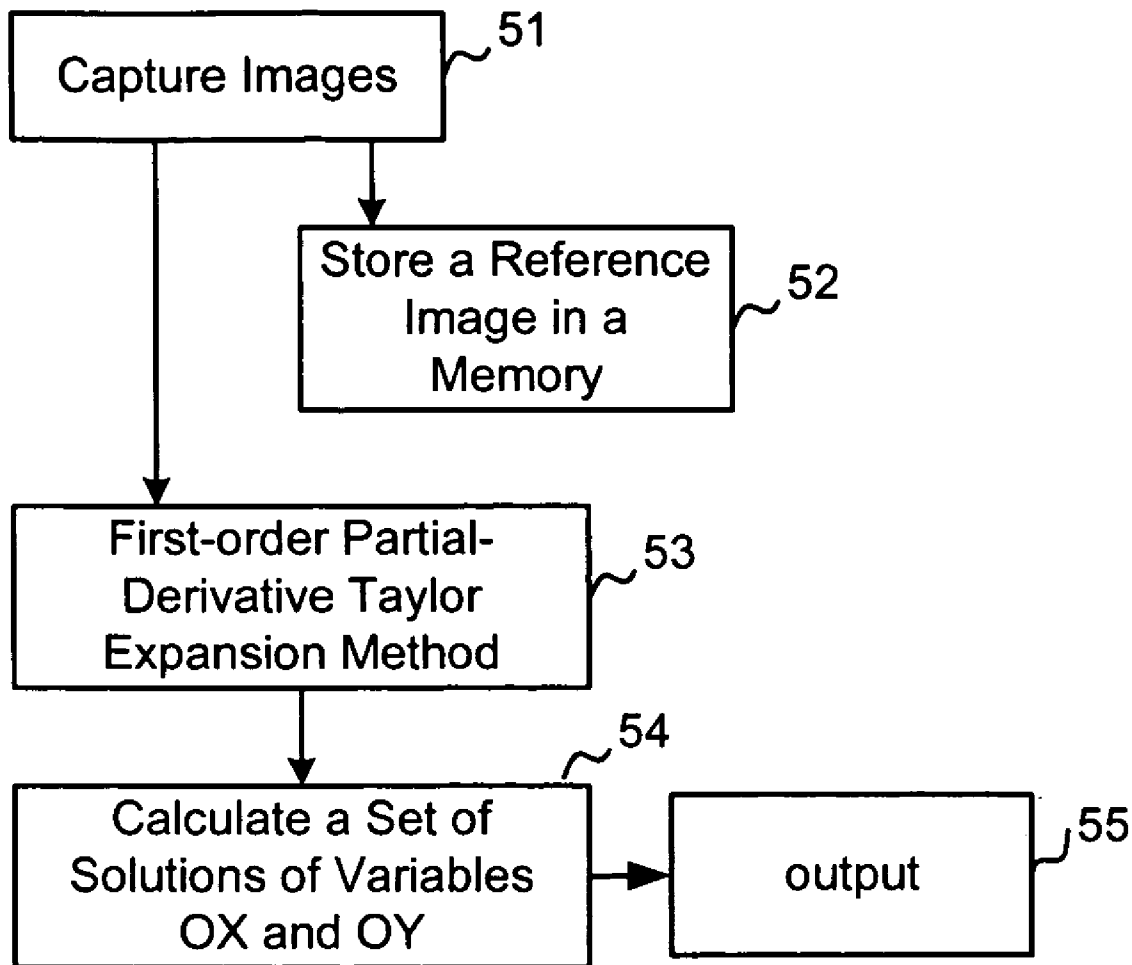 51
Capture Images
Store a Reference
Image in a
Memory
52
First-order Partial-
Derivative Taylor
Expansion Method
53
54
Calculate a Set of
Solutions of Variables
OX and OY
output
55